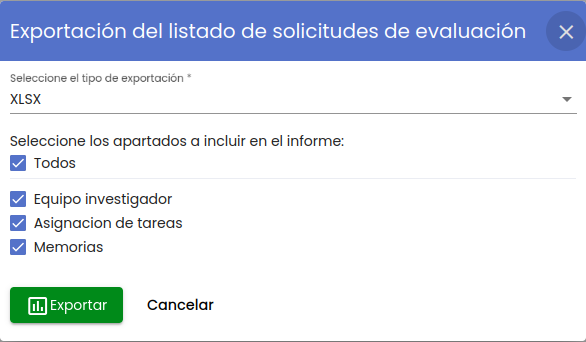 Exportación del listado de solicitudes de evaluación
Seleccione el tipo de exportación *
XLSX
Seleccione los apartados a incluir en el informe:
Todos
Equipo investigador
Asignacion de tareas
Memorias
Exportar Cancelar